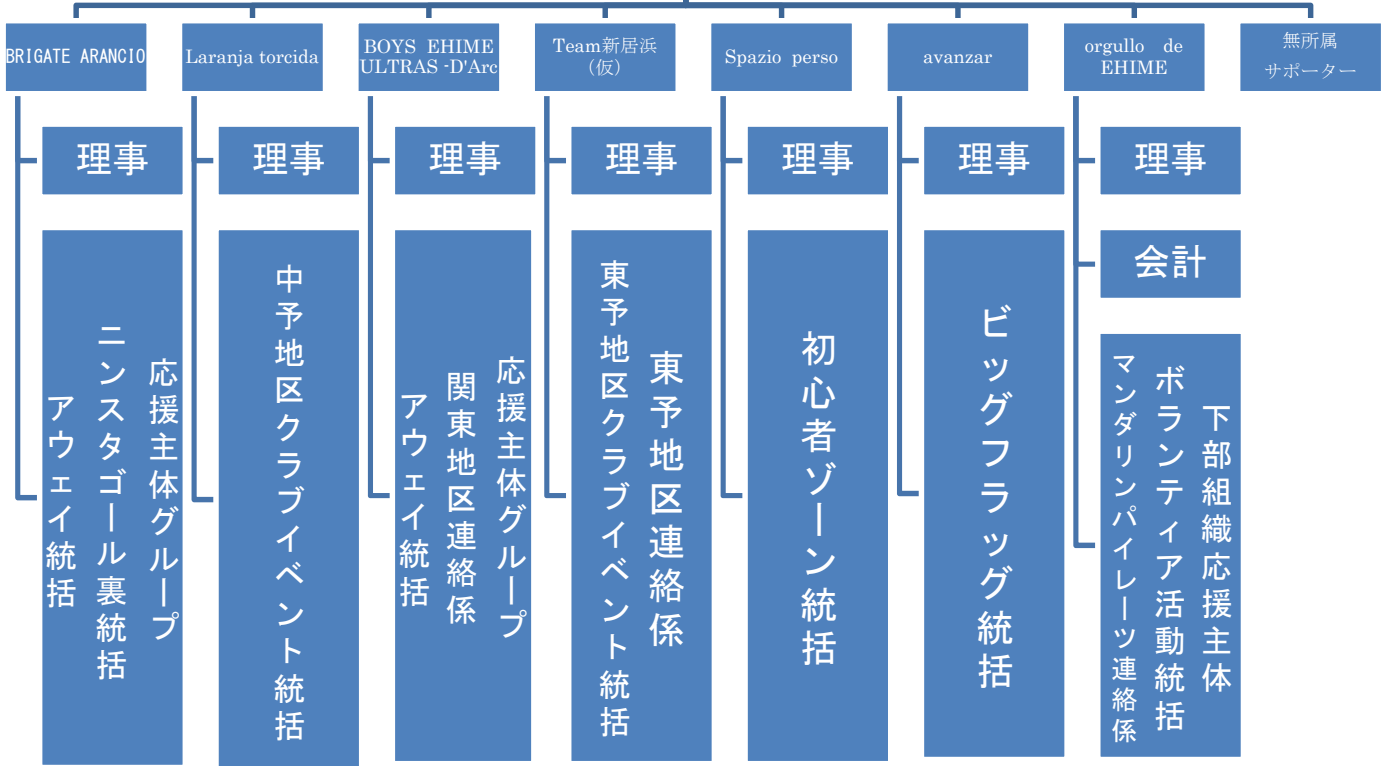 BRIGATE ARANCIO
Laranja torcida
BOYS EHIME
ULTRAS -D'Arc
Team新居浜
（仮）
Spazio perso
avanzar
orgullo de
EHIME
無所属
サポーター
理事
理事
理事
理事
理事
理事
理事
応援主体グループ
ニンスタゴール裏統括
アウェイ統括
中予地区クラブイベント統括
応援主体グループ
関東地区連絡係
アウェイ統括
東予地区連絡係
東予地区クラブイベント統括
初心者ゾーン統括
ビッグフラッグ統括
会計
下部組織応援主体
ボランティア活動統括
マンダリンパイレーツ連絡係